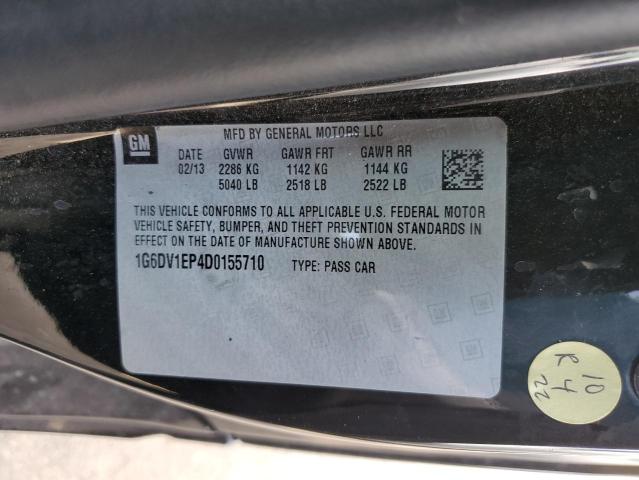 GM
MFD BY GENERAL MOTORS LLC
DATE GVWR GAWR FRT GAWR RR
02/13 2286 KG 1142 KG 1144 KG
5040 LB 2518 LB 2522 LB
THIS VEHICLE CONFORMS TO ALL APPLICABLE U.S. FEDERAL MOTOR
VEHICLE SAFETY, BUMPER, AND THEFT PREVENTION STANDARDS IN
EFFECT ON THE DATE OF MANUFACTURE SHOWN ABOVE.
1G6DV1EP4D0155710 TYPE: PASS CAR
10
R 4
22